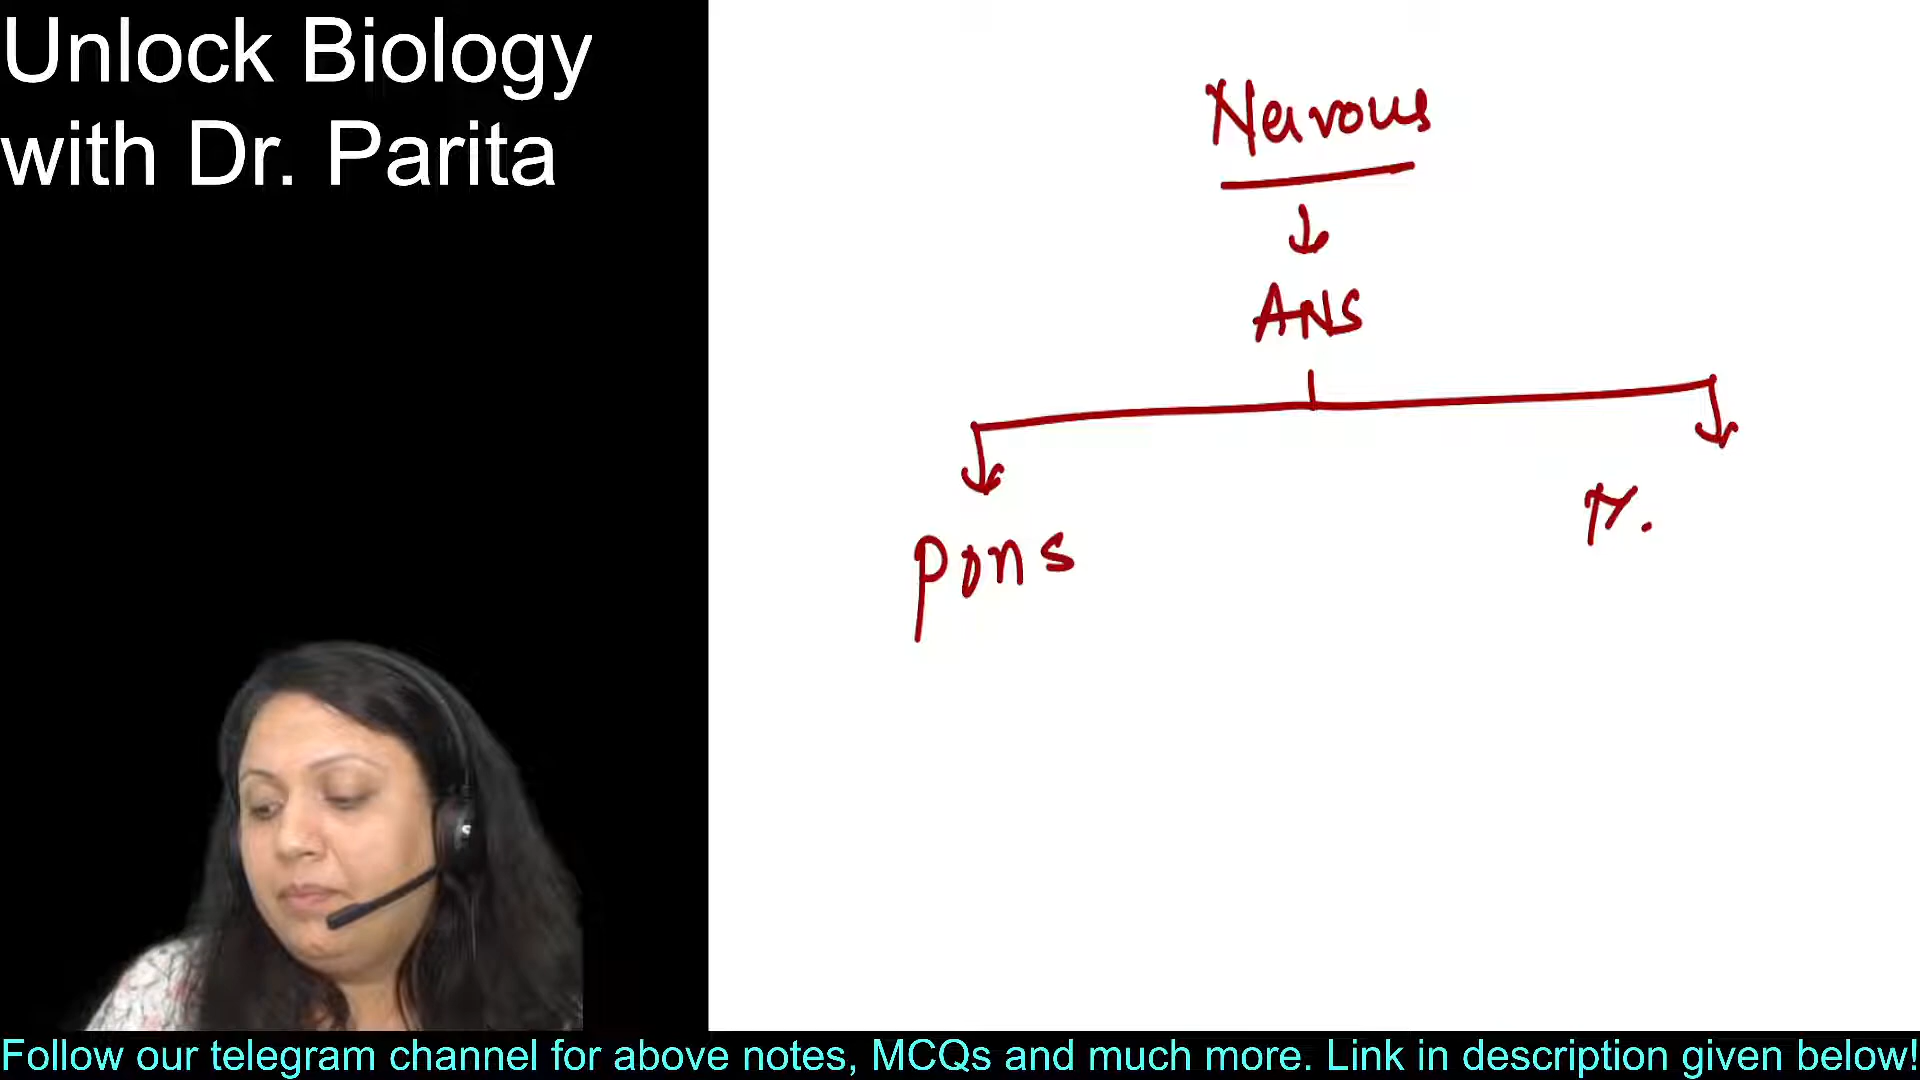 Unlock Biology
with Dr. Parita
Nervous
ANS
pons
Follow our telegram channel for above notes, MCQs and much more. Link in description given below!